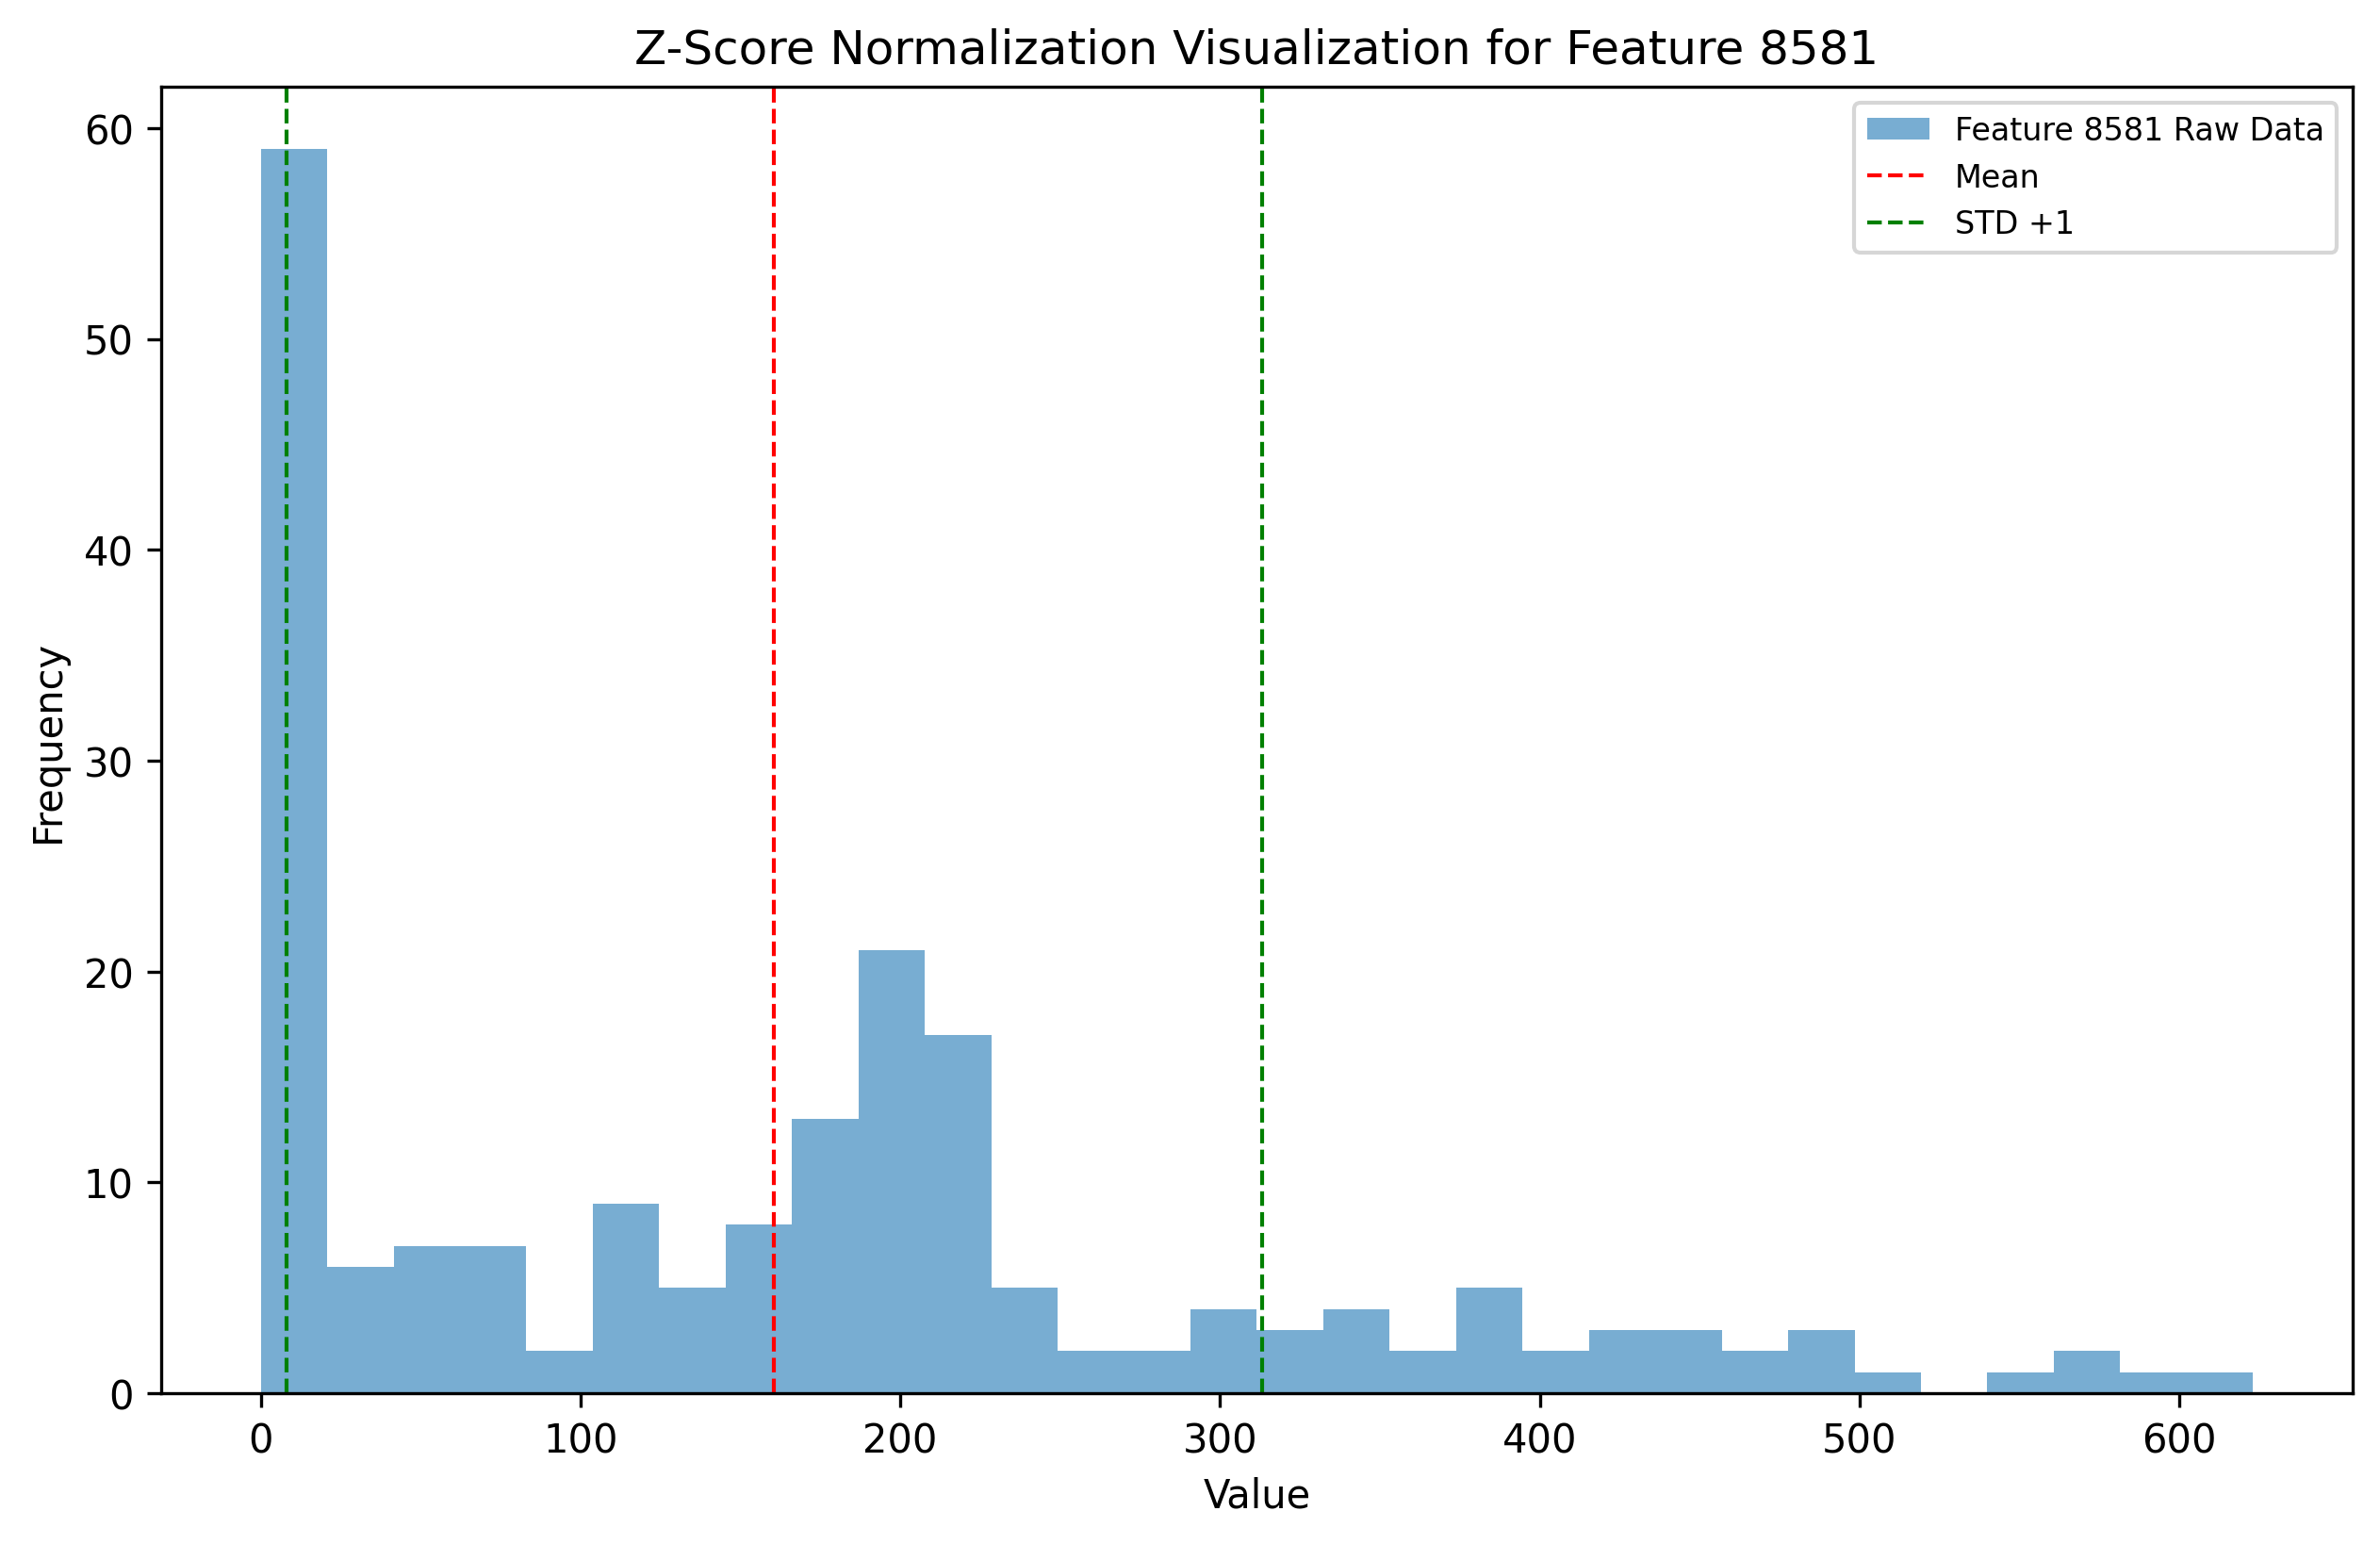 Z-Score Normalization Visualization for Feature 8581
Feature 8581 Raw Data
Mean
STD +1
60
50
40
30
20
10
0
Frequency
0 100 200 300 400 500 600
Value